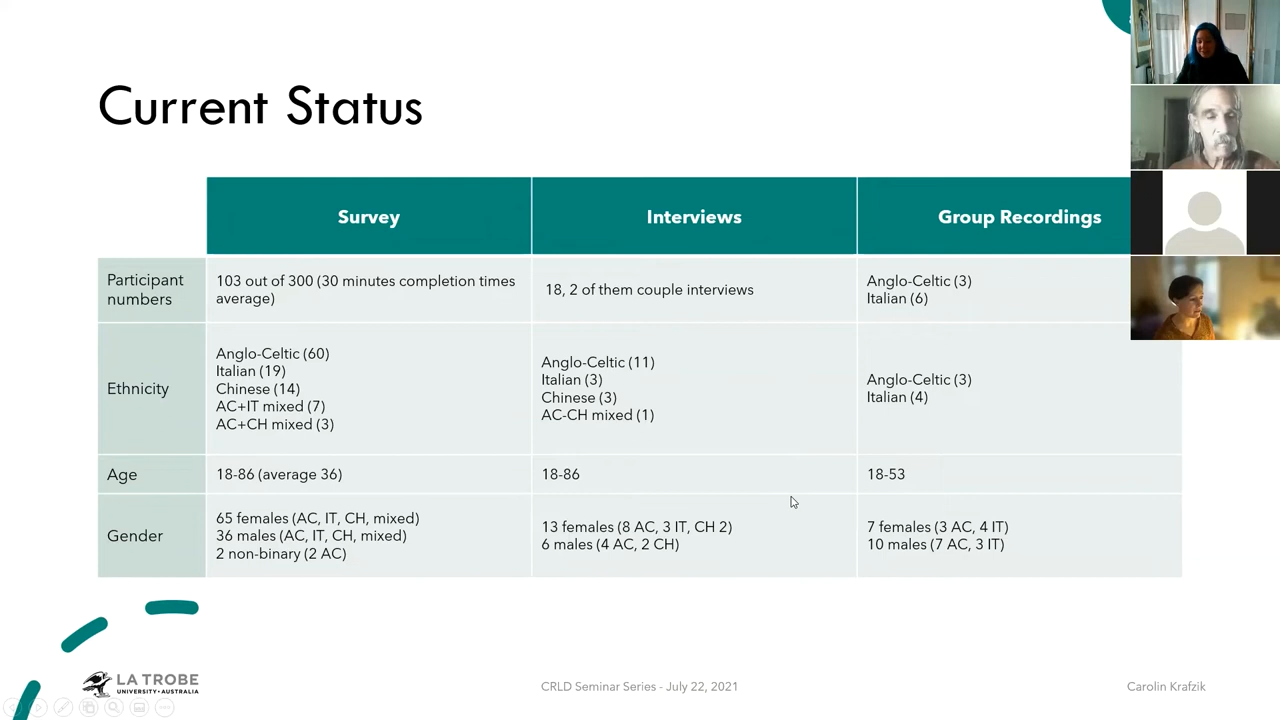 Current Status
Survey
Interviews
Group Recordings
Participant
numbers
103 out of 300 (30 minutes completion times
average)
18, 2 of them couple interviews
Anglo-Celtic (3)
Italian (6)
Ethnicity
Anglo-Celtic (60)
Italian (19)
Chinese (14)
AC+IT mixed (7)
AC+CH mixed (3)
Anglo-Celtic (11)
Italian (3)
Chinese (3)
AC-CH mixed (1)
Anglo-Celtic (3)
Italian (4)
Age
18-86 (average 36)
18-86
18-53
Gender
65 females (AC, IT, CH, mixed)
36 males (AC, IT, CH, mixed)
2 non-binary (2 AC)
13 females (8 AC, 3 IT, CH 2)
6 males (4 AC, 2 CH)
7 females (3 AC, 4 IT)
10 males (7 AC, 3 IT)
LA TROBE
UNIVERSITY • AUSTRALIA
CRLD Seminar Series - July 22, 2021
Carolin Krafzik